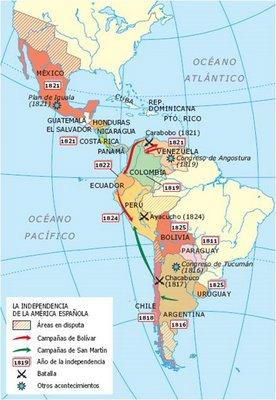 OCÉANO
ATLÁNTICO
MÉXICO
1821
Plan de Iguala
(1821)
CUBA
REP.
DOMINICANA
PTO. RICO
GUATEMALA
HONDURAS
EL SALVADOR
NICARAGUA
1821
COSTA RICA
PANAMÁ
Carabobo (1821)
1821
VENEZUELA
Congreso de Angostura
(1819)
1822
COLOMBIA
1819
ECUADOR
PERÚ
1824
Ayacucho (1824)
OCÉANO
PACÍFICO
1825
BOLIVIA
1811
PARAGUAY
Congreso de Tucumán
(1816)
Chacabuco
(1817)
1825
URUGUAY
CHILE
1818
ARGENTINA
1816
LA INDEPENDENCIA
DE LA AMÉRICA ESPAÑOLA
Áreas en disputa
Campañas de Bolívar
Campañas de San Martín
1819 Año de la independencia
Batalla
Otros acontecimientos